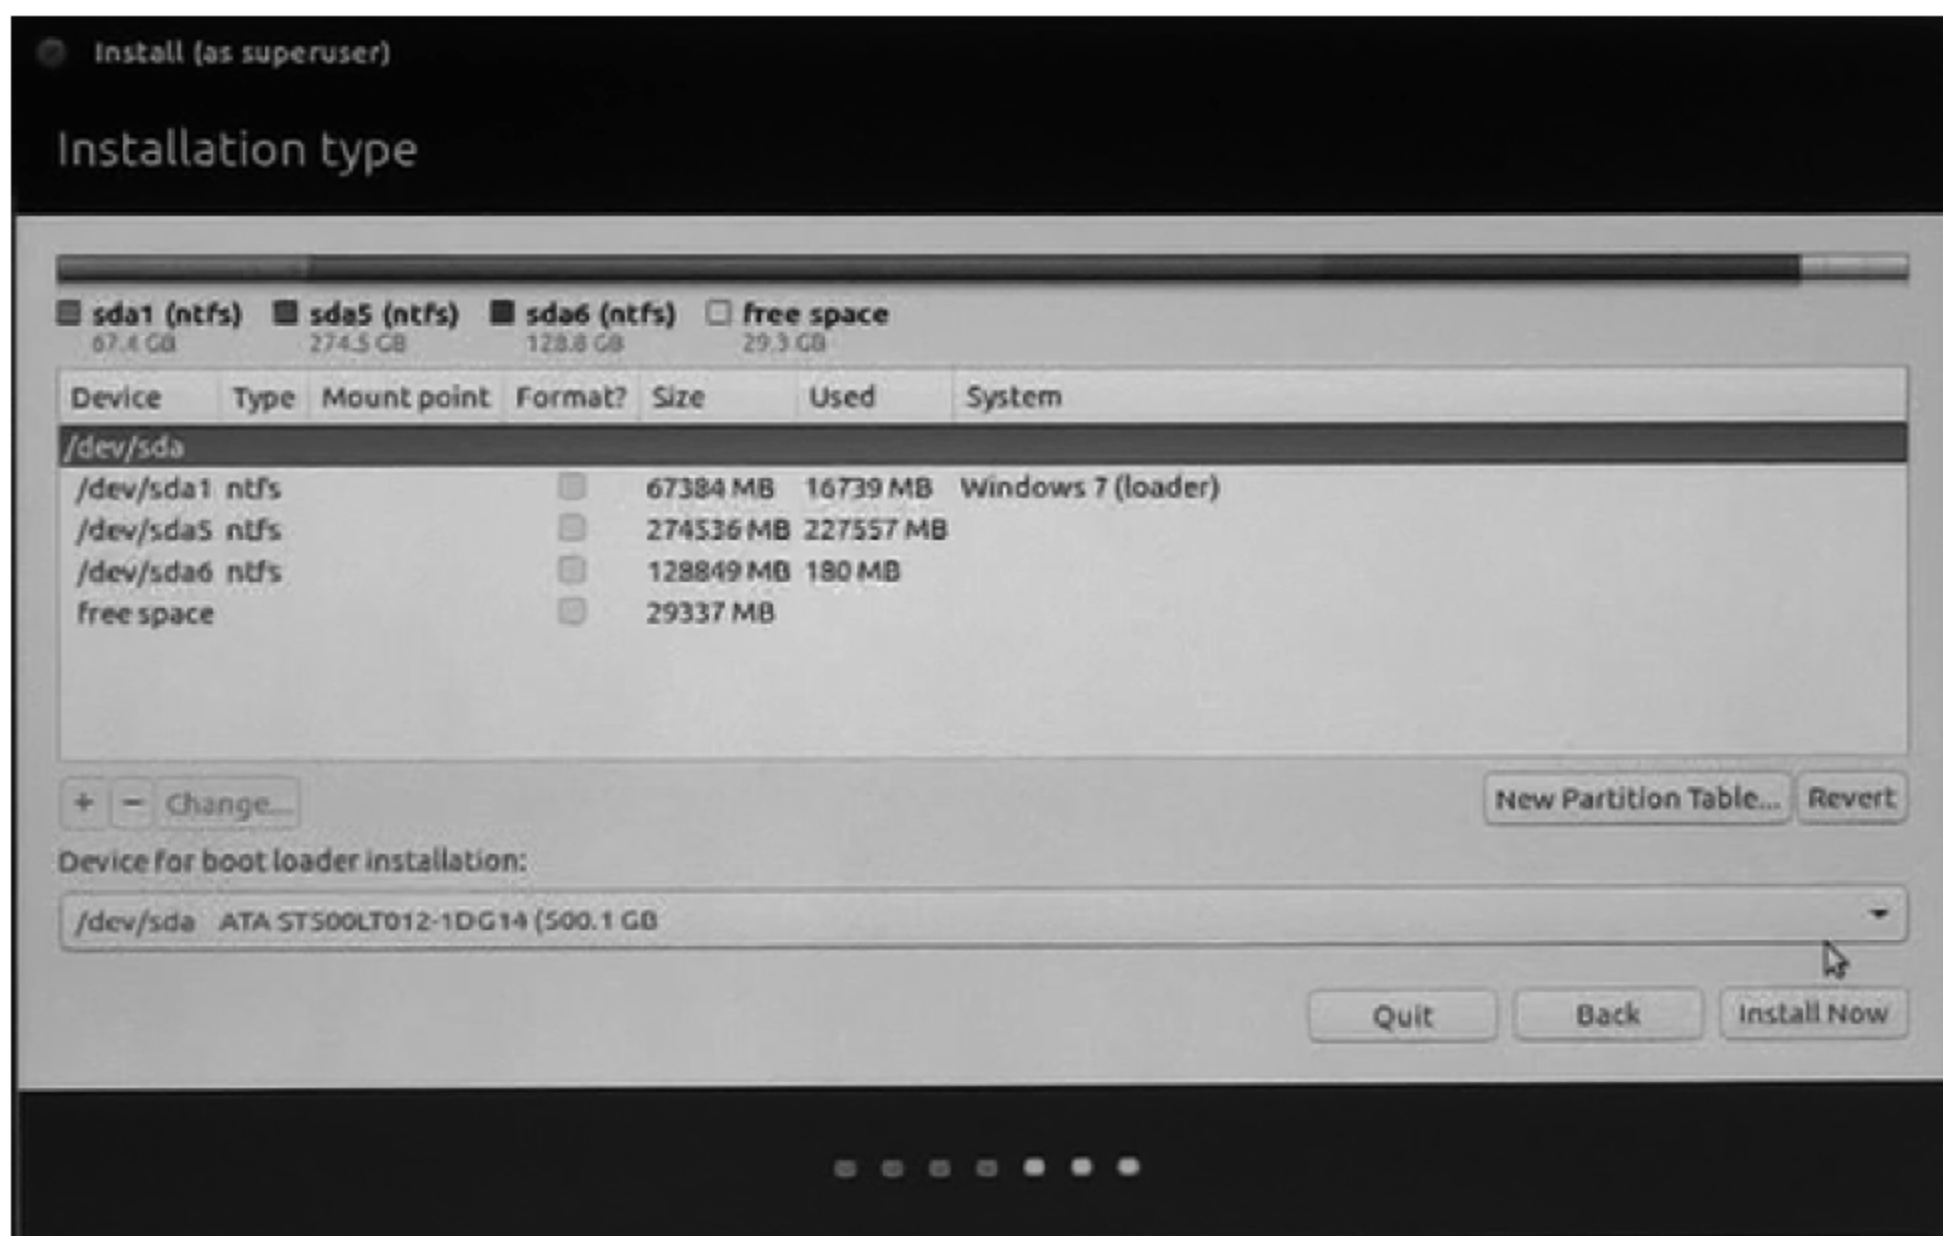 Install (as superuser)
Installation type
sda1 (ntfs) sda5 (ntfs) sda6 (ntfs) free space
67.4 GB 274.5 GB 128.8 GB 29.3 GB
Device Type Mount point Format? Size Used System
/dev/sda
/dev/sda1 ntfs 67384 MB 16739 MB Windows 7 (loader)
/dev/sda5 ntfs 274536 MB 227557 MB
/dev/sda6 ntfs 128849 MB 180 MB
free space 29337 MB
+ − Change... New Partition Table... Revert
Device for boot loader installation:
/dev/sda ATA ST500LT012-1DG14 (500.1 GB
Quit Back Install Now